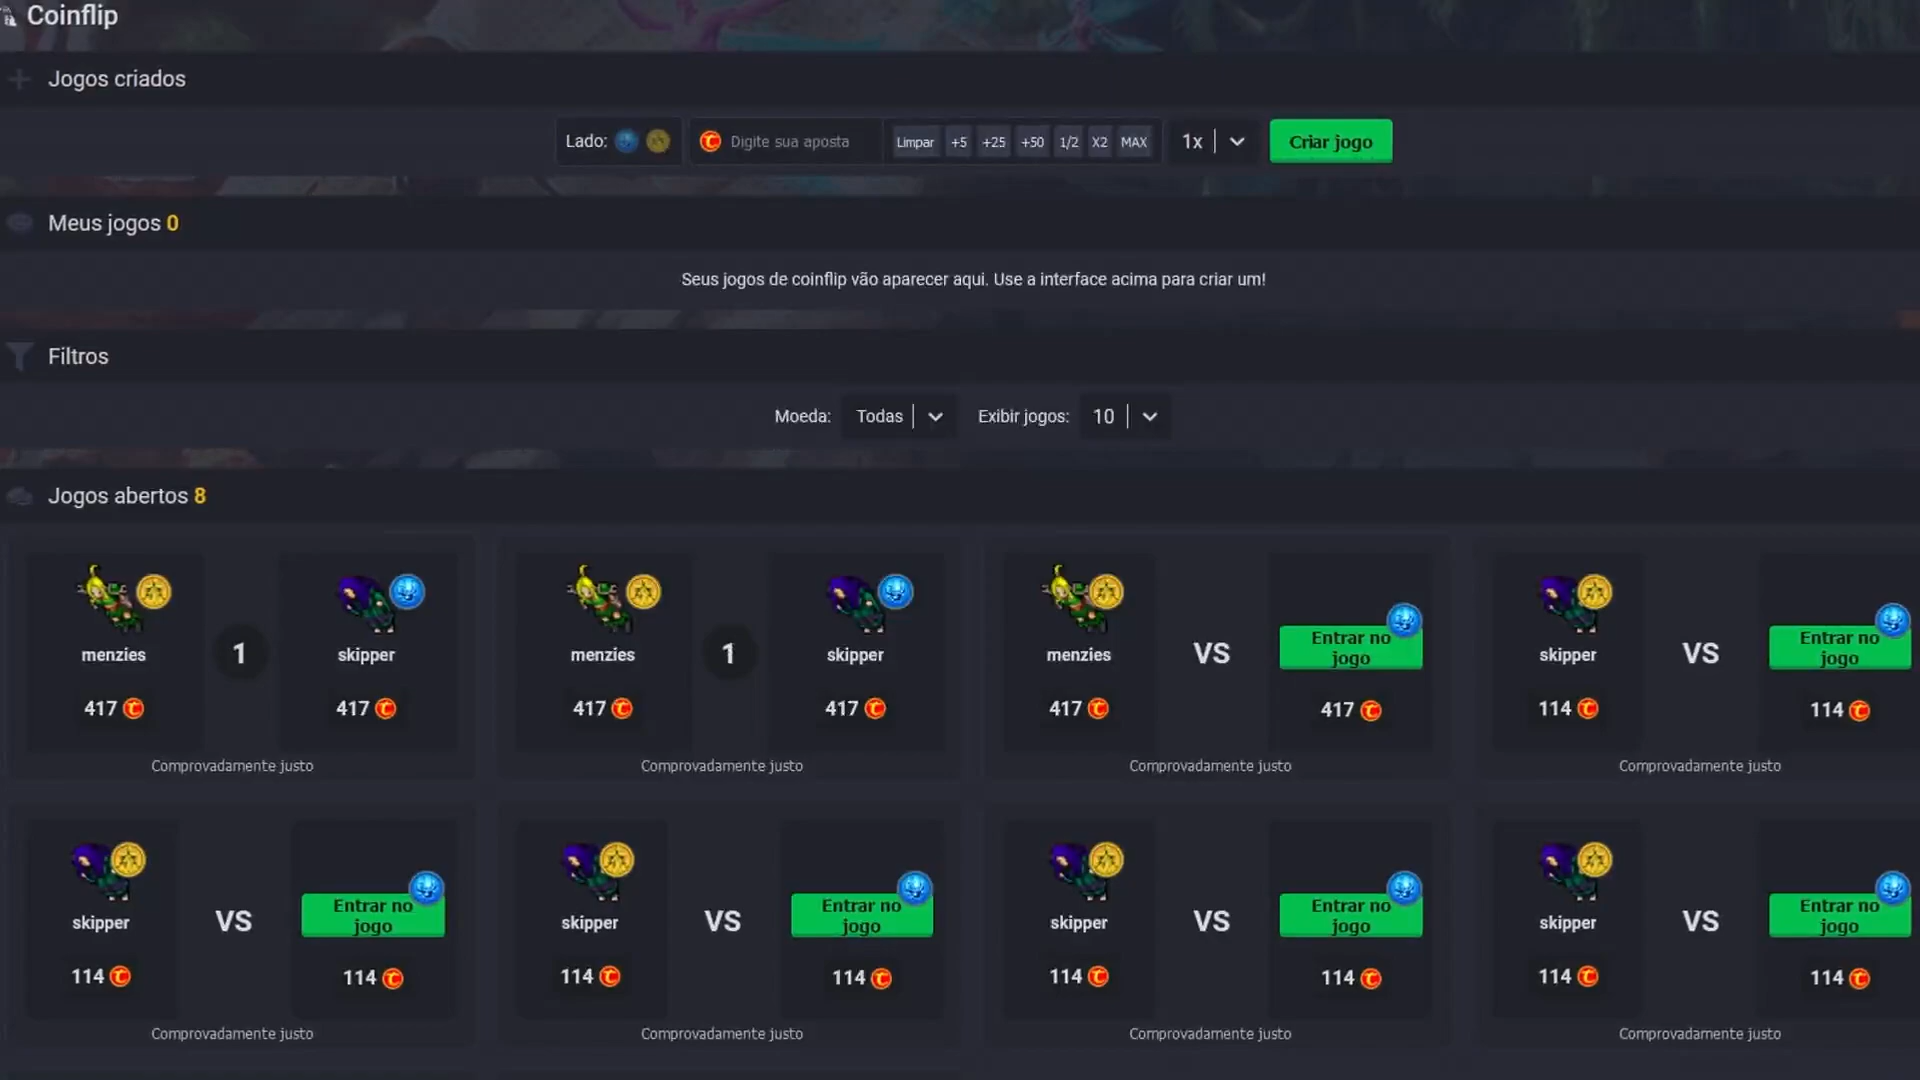 Coinflip
Jogos criados
Lado: Digite sua aposta Limpar +5 +25 +50 1/2 X2 MAX 1x Criar jogo
Meus jogos 0
Seus jogos de coinflip vão aparecer aqui. Use a interface acima para criar um!
Filtros
Moeda: Todas Exibir jogos: 10
Jogos abertos 8
menzies 1 skipper
417 417
Comprovadamente justo
menzies 1 skipper
417 417
Comprovadamente justo
menzies VS Entrar no
jogo
417 417
Comprovadamente justo
skipper VS Entrar no
jogo
114 114
Comprovadamente justo
skipper VS Entrar no
jogo
114 114
Comprovadamente justo
skipper VS Entrar no
jogo
114 114
Comprovadamente justo
skipper VS Entrar no
jogo
114 114
Comprovadamente justo
skipper VS Entrar no
jogo
114 114
Comprovadamente justo